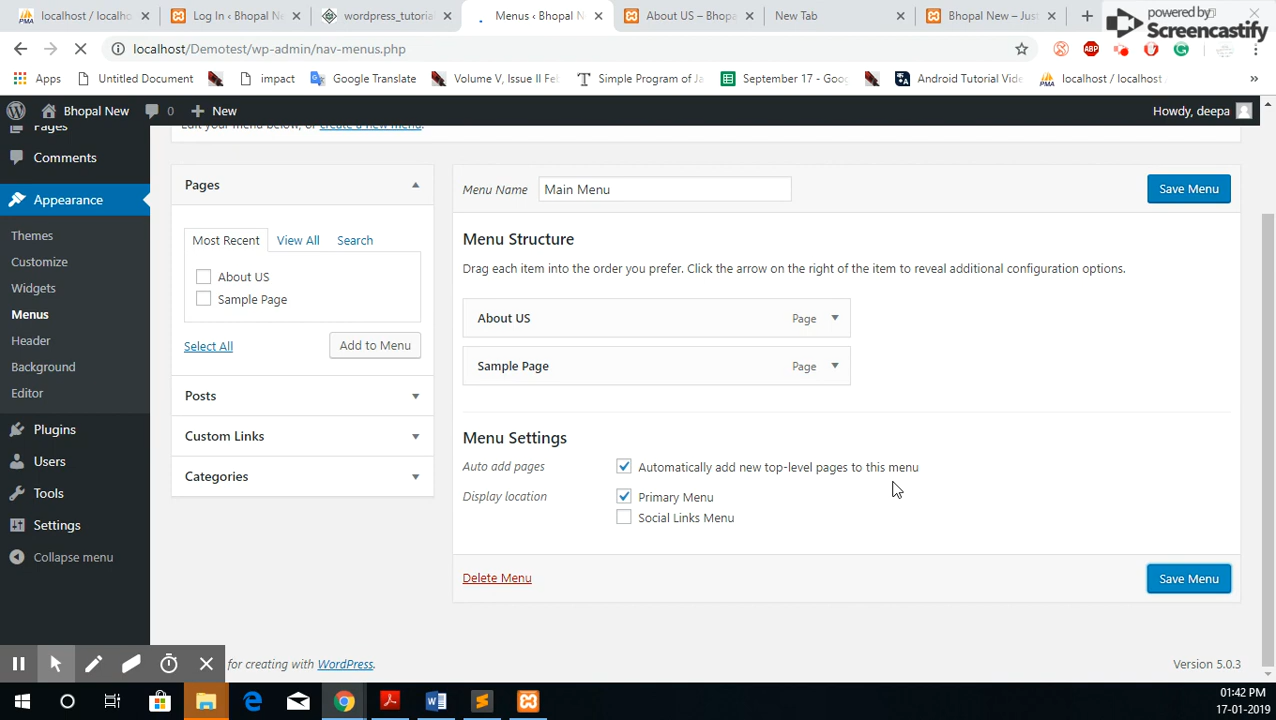 localhost / localho
Log In ‹ Bhopal Ne
wordpress_tutorial
Menus ‹ Bhopal N
About US – Bhopa
New Tab
Bhopal New – Just
powered by
Screencastify
localhost/Demotest/wp-admin/nav-menus.php
ABP
Apps
Untitled Document
impact
Google Translate
Volume V, Issue II Feb
Simple Program of Ja
September 17 - Goog
Android Tutorial Vide
localhost / localhost
»
Bhopal New
0
New
Howdy, deepa
Pages
Comments
Appearance
Themes
Customize
Widgets
Menus
Header
Background
Editor
Plugins
Users
Tools
Settings
Collapse menu
Edit your menu below, or create a new menu.
Pages
Most Recent
View All
Search
About US
Sample Page
Select All
Add to Menu
Posts
Custom Links
Categories
Menu Name
Main Menu
Save Menu
Menu Structure
Drag each item into the order you prefer. Click the arrow on the right of the item to reveal additional configuration options.
About US Page
Sample Page Page
Menu Settings
Auto add pages
Automatically add new top-level pages to this menu
Display location
Primary Menu
Social Links Menu
Delete Menu
Save Menu
for creating with WordPress.
Version 5.0.3
01:42 PM
17-01-2019